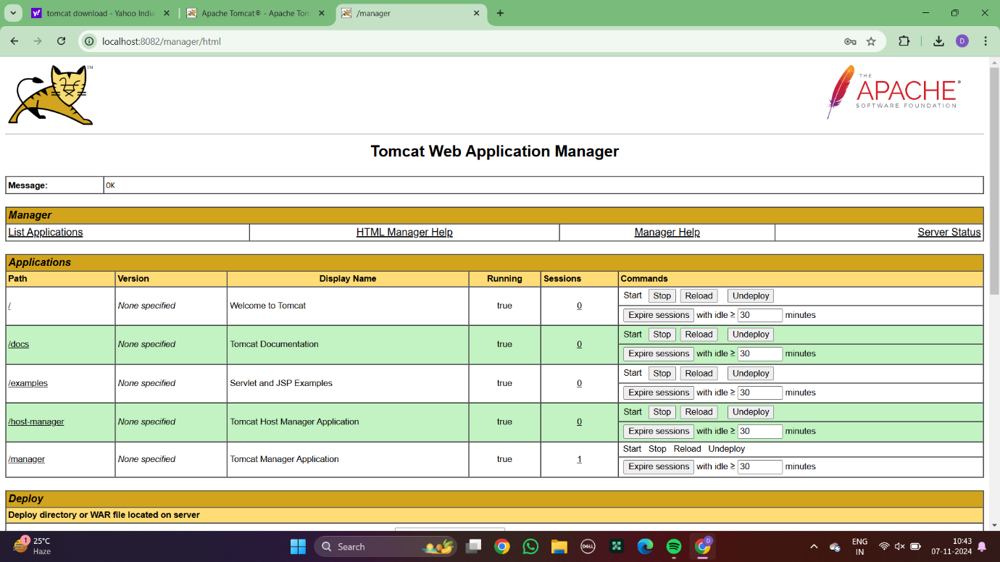 tomcat download - Yahoo India
Apache Tomcat® - Apache Tom
/manager
localhost:8082/manager/html
D
TM
THE
APACHE®
SOFTWARE FOUNDATION
Tomcat Web Application Manager
Message: OK
Manager
List Applications HTML Manager Help Manager Help Server Status
Applications
Path Version Display Name Running Sessions Commands
/ None specified Welcome to Tomcat true 0 Start Stop Reload Undeploy
Expire sessions with idle ≥ 30 minutes
/docs None specified Tomcat Documentation true 0 Start Stop Reload Undeploy
Expire sessions with idle ≥ 30 minutes
/examples None specified Servlet and JSP Examples true 0 Start Stop Reload Undeploy
Expire sessions with idle ≥ 30 minutes
/host-manager None specified Tomcat Host Manager Application true 0 Start Stop Reload Undeploy
Expire sessions with idle ≥ 30 minutes
/manager None specified Tomcat Manager Application true 1 Start Stop Reload Undeploy
Expire sessions with idle ≥ 30 minutes
Deploy
Deploy directory or WAR file located on server
1 25°C
Haze
Search
DELL
D
ENG
IN
10:43
07-11-2024